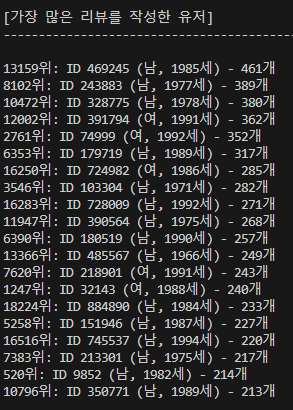 [가장 많은 리뷰를 작성한 유저]
--------------------------------------------------
13159위: ID 469245 (남, 1985세) - 461개
8102위: ID 243883 (남, 1977세) - 389개
10472위: ID 328775 (남, 1978세) - 380개
12002위: ID 391794 (여, 1991세) - 362개
2761위: ID 74999 (여, 1992세) - 352개
6353위: ID 179719 (남, 1989세) - 317개
16250위: ID 724982 (여, 1986세) - 285개
3546위: ID 103304 (남, 1971세) - 282개
16283위: ID 728009 (남, 1992세) - 271개
11947위: ID 390564 (남, 1975세) - 268개
6390위: ID 180519 (남, 1990세) - 257개
13366위: ID 485567 (남, 1966세) - 249개
7620위: ID 218901 (여, 1991세) - 243개
1247위: ID 32143 (여, 1988세) - 240개
18224위: ID 884890 (남, 1984세) - 233개
5258위: ID 151946 (남, 1987세) - 227개
16516위: ID 745537 (남, 1994세) - 220개
7383위: ID 213301 (남, 1975세) - 217개
520위: ID 9852 (남, 1982세) - 214개
10796위: ID 350771 (남, 1989세) - 213개